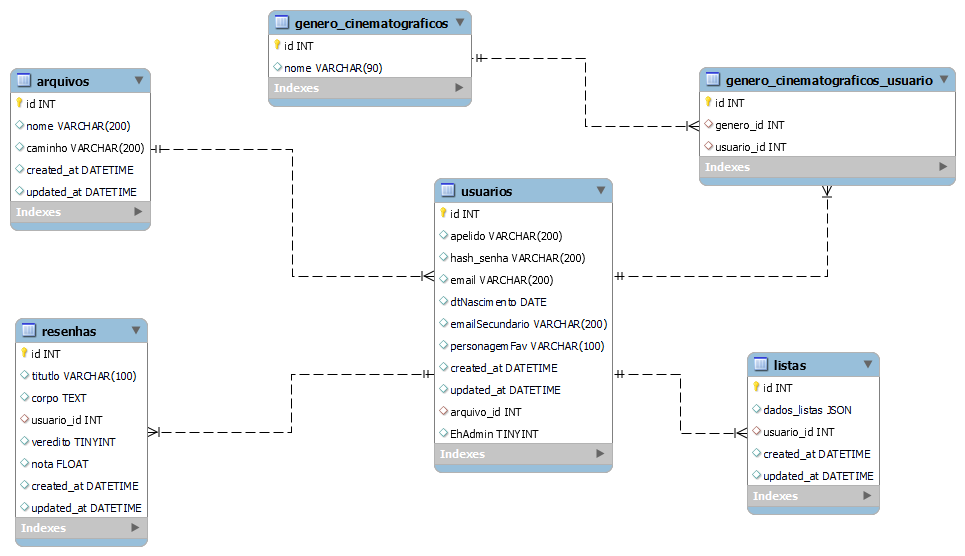 genero_cinematograficos
id INT
nome VARCHAR(90)
Indexes
arquivos
id INT
nome VARCHAR(200)
caminho VARCHAR(200)
created_at DATETIME
updated_at DATETIME
Indexes
genero_cinematograficos_usuario
id INT
genero_id INT
usuario_id INT
Indexes
usuarios
id INT
apelido VARCHAR(200)
hash_senha VARCHAR(200)
email VARCHAR(200)
dtNascimento DATE
emailSecundario VARCHAR(200)
personagemFav VARCHAR(100)
created_at DATETIME
updated_at DATETIME
arquivo_id INT
EhAdmin TINYINT
Indexes
resenhas
id INT
titutlo VARCHAR(100)
corpo TEXT
usuario_id INT
veredito TINYINT
nota FLOAT
created_at DATETIME
updated_at DATETIME
Indexes
listas
id INT
dados_listas JSON
usuario_id INT
created_at DATETIME
updated_at DATETIME
Indexes